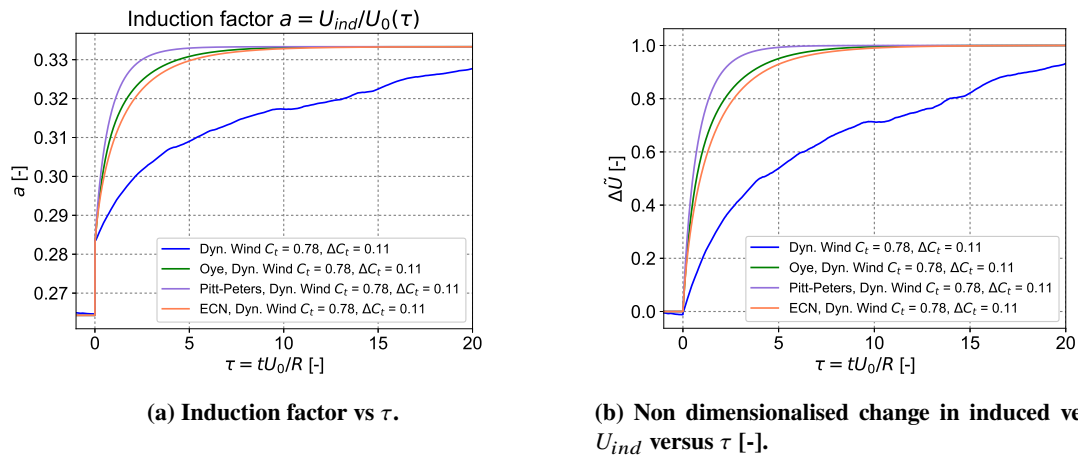 Induction factor a = U_ind/U_0(τ)
0.33
0.32
0.31
0.30
0.29
0.28
0.27
a [-]
Dyn. Wind C_t = 0.78, ΔC_t = 0.11
Oye, Dyn. Wind C_t = 0.78, ΔC_t = 0.11
Pitt-Peters, Dyn. Wind C_t = 0.78, ΔC_t = 0.11
ECN, Dyn. Wind C_t = 0.78, ΔC_t = 0.11
0 5 10 15 20
τ = tU_0/R [-]
(a) Induction factor vs τ.
1.0
0.8
0.6
0.4
0.2
0.0
ΔŨ [-]
Dyn. Wind C_t = 0.78, ΔC_t = 0.11
Oye, Dyn. Wind C_t = 0.78, ΔC_t = 0.11
Pitt-Peters, Dyn. Wind C_t = 0.78, ΔC_t = 0.11
ECN, Dyn. Wind C_t = 0.78, ΔC_t = 0.11
0 5 10 15 20
τ = tU_0/R [-]
(b) Non dimensionalised change in induced ve
U_ind versus τ [-].